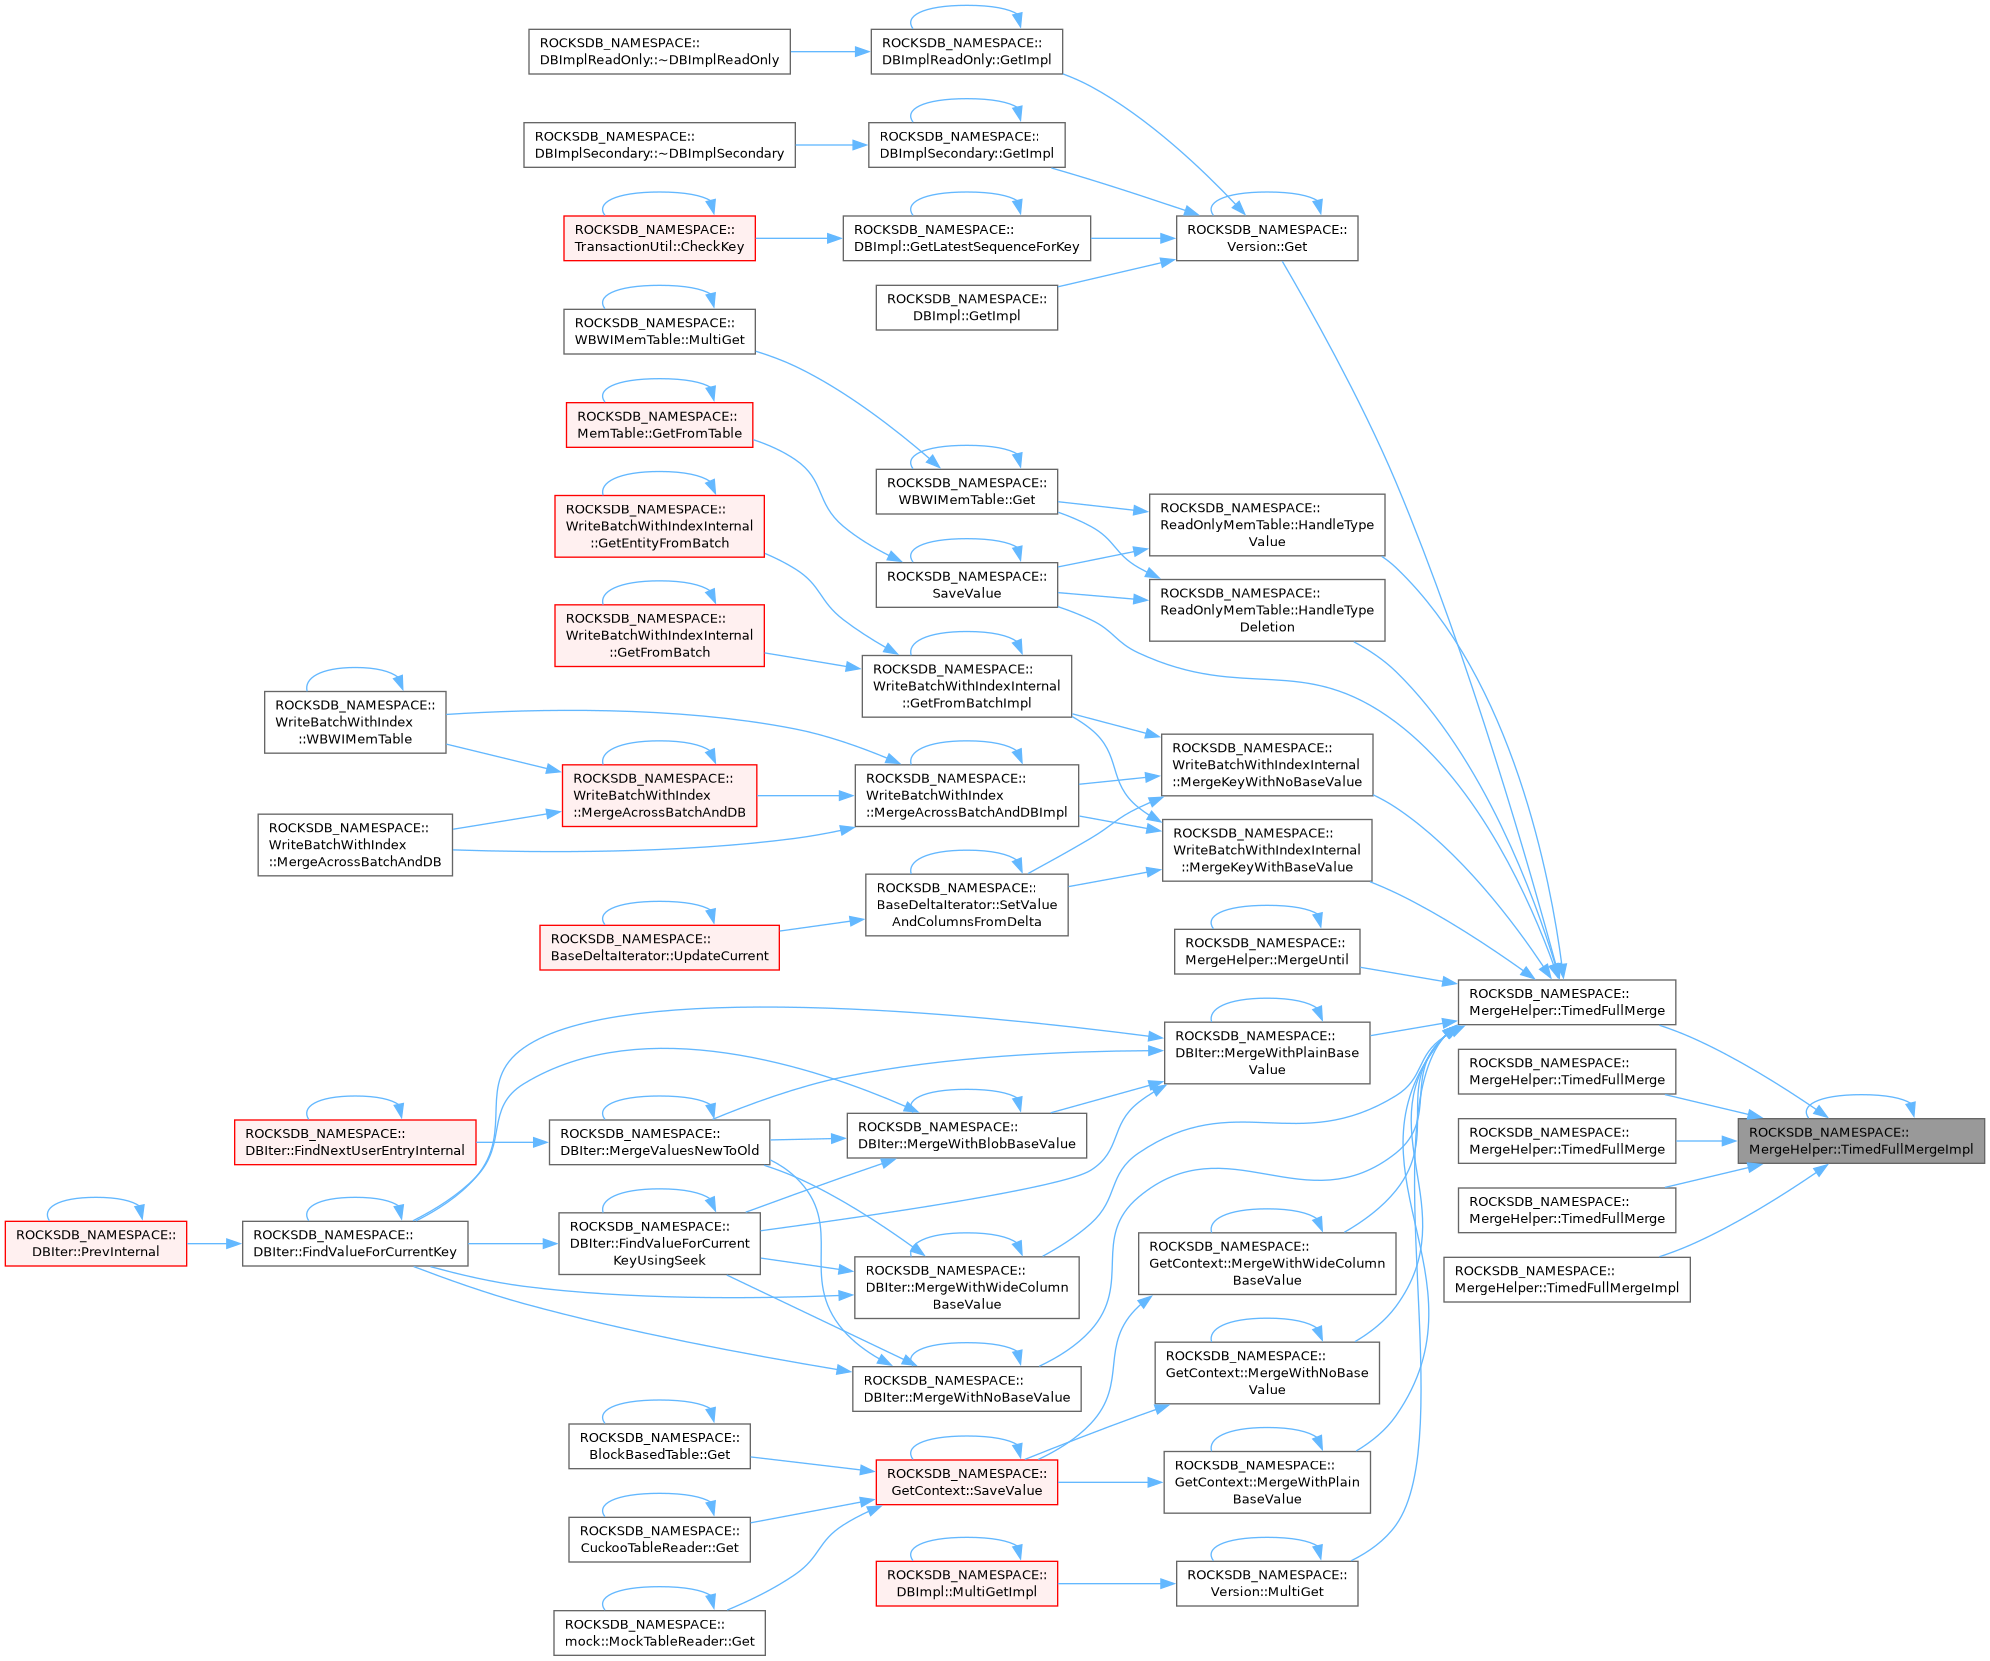 ROCKSDB_NAMESPACE::
DBImplReadOnly::~DBImplReadOnly
ROCKSDB_NAMESPACE::
DBImplReadOnly::GetImpl
ROCKSDB_NAMESPACE::
DBImplSecondary::~DBImplSecondary
ROCKSDB_NAMESPACE::
DBImplSecondary::GetImpl
ROCKSDB_NAMESPACE::
TransactionUtil::CheckKey
ROCKSDB_NAMESPACE::
DBImpl::GetLatestSequenceForKey
ROCKSDB_NAMESPACE::
Version::Get
ROCKSDB_NAMESPACE::
DBImpl::GetImpl
ROCKSDB_NAMESPACE::
WBWIMemTable::MultiGet
ROCKSDB_NAMESPACE::
MemTable::GetFromTable
ROCKSDB_NAMESPACE::
WBWIMemTable::Get
ROCKSDB_NAMESPACE::
ReadOnlyMemTable::HandleType
Value
ROCKSDB_NAMESPACE::
WriteBatchWithIndexInternal
::GetEntityFromBatch
ROCKSDB_NAMESPACE::
SaveValue
ROCKSDB_NAMESPACE::
ReadOnlyMemTable::HandleType
Deletion
ROCKSDB_NAMESPACE::
WriteBatchWithIndexInternal
::GetFromBatch
ROCKSDB_NAMESPACE::
WriteBatchWithIndexInternal
::GetFromBatchImpl
ROCKSDB_NAMESPACE::
WriteBatchWithIndex
::WBWIMemTable
ROCKSDB_NAMESPACE::
WriteBatchWithIndexInternal
::MergeKeyWithNoBaseValue
ROCKSDB_NAMESPACE::
WriteBatchWithIndex
::MergeAcrossBatchAndDB
ROCKSDB_NAMESPACE::
WriteBatchWithIndex
::MergeAcrossBatchAndDBImpl
ROCKSDB_NAMESPACE::
WriteBatchWithIndex
::MergeAcrossBatchAndDB
ROCKSDB_NAMESPACE::
WriteBatchWithIndexInternal
::MergeKeyWithBaseValue
ROCKSDB_NAMESPACE::
BaseDeltaIterator::SetValue
AndColumnsFromDelta
ROCKSDB_NAMESPACE::
BaseDeltaIterator::UpdateCurrent
ROCKSDB_NAMESPACE::
MergeHelper::MergeUntil
ROCKSDB_NAMESPACE::
MergeHelper::TimedFullMerge
ROCKSDB_NAMESPACE::
DBIter::MergeWithPlainBase
Value
ROCKSDB_NAMESPACE::
MergeHelper::TimedFullMerge
ROCKSDB_NAMESPACE::
DBIter::FindNextUserEntryInternal
ROCKSDB_NAMESPACE::
DBIter::MergeValuesNewToOld
ROCKSDB_NAMESPACE::
DBIter::MergeWithBlobBaseValue
ROCKSDB_NAMESPACE::
MergeHelper::TimedFullMerge
ROCKSDB_NAMESPACE::
MergeHelper::TimedFullMergeImpl
ROCKSDB_NAMESPACE::
MergeHelper::TimedFullMerge
ROCKSDB_NAMESPACE::
DBIter::PrevInternal
ROCKSDB_NAMESPACE::
DBIter::FindValueForCurrentKey
ROCKSDB_NAMESPACE::
DBIter::FindValueForCurrent
KeyUsingSeek
ROCKSDB_NAMESPACE::
DBIter::MergeWithWideColumn
BaseValue
ROCKSDB_NAMESPACE::
GetContext::MergeWithWideColumn
BaseValue
ROCKSDB_NAMESPACE::
MergeHelper::TimedFullMergeImpl
ROCKSDB_NAMESPACE::
DBIter::MergeWithNoBaseValue
ROCKSDB_NAMESPACE::
GetContext::MergeWithNoBase
Value
ROCKSDB_NAMESPACE::
BlockBasedTable::Get
ROCKSDB_NAMESPACE::
GetContext::SaveValue
ROCKSDB_NAMESPACE::
GetContext::MergeWithPlain
BaseValue
ROCKSDB_NAMESPACE::
CuckooTableReader::Get
ROCKSDB_NAMESPACE::
DBImpl::MultiGetImpl
ROCKSDB_NAMESPACE::
Version::MultiGet
ROCKSDB_NAMESPACE::
mock::MockTableReader::Get